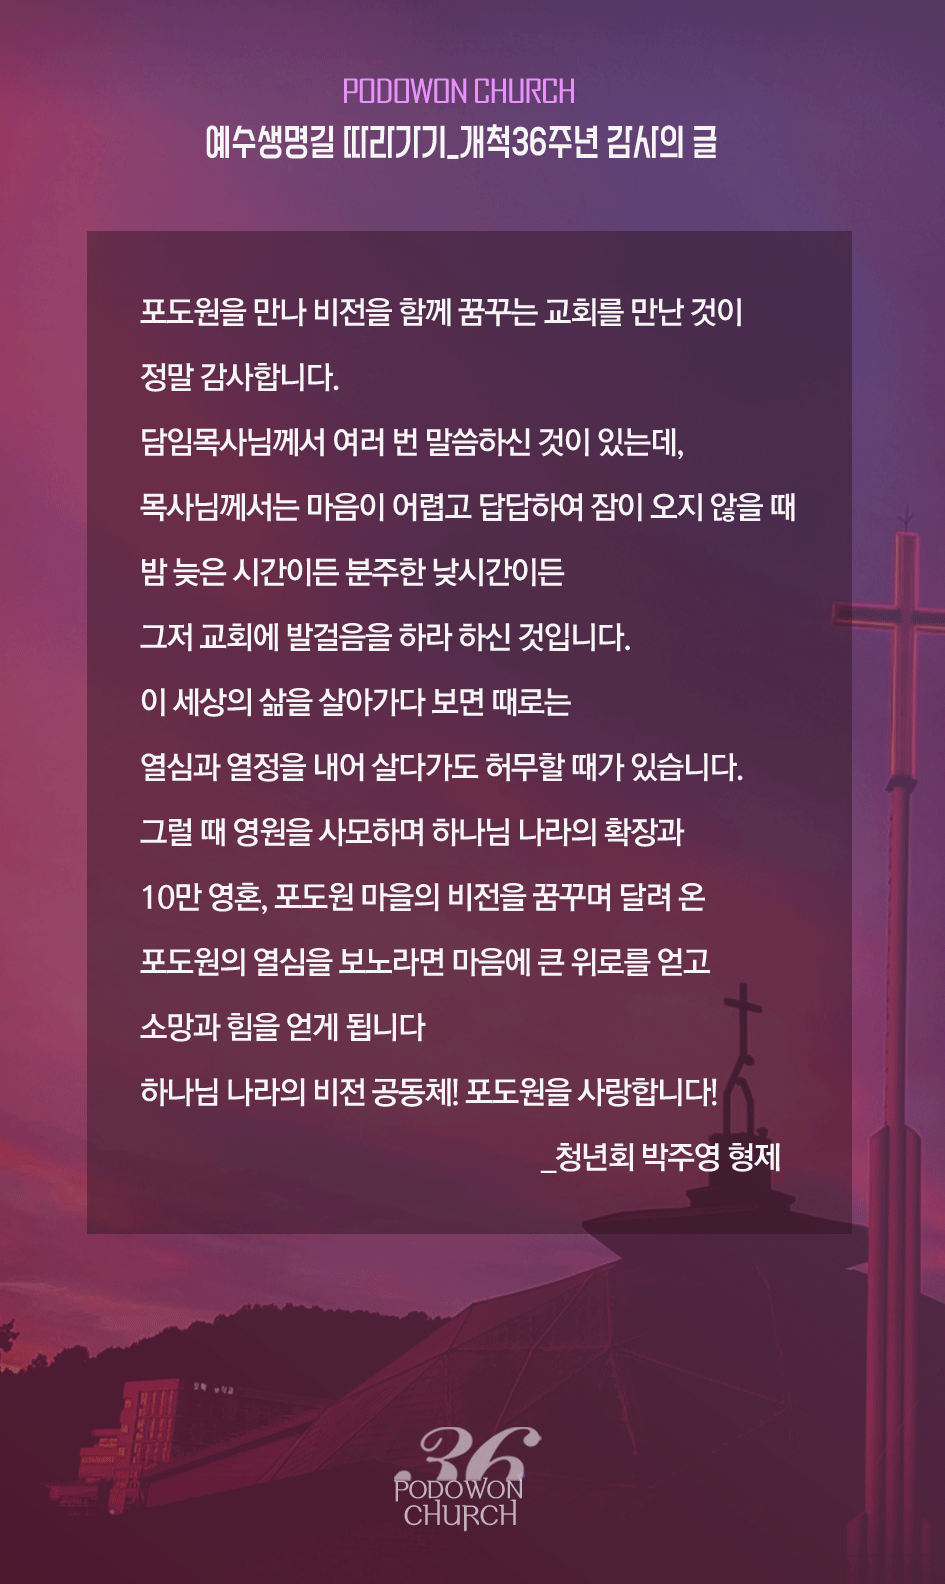 PODOWON CHURCH
예수생명길 따라가기_개척36주년 감사의 글
포도원을 만나 비전을 함께 꿈꾸는 교회를 만난 것이
정말 감사합니다.
담임목사님께서 여러 번 말씀하신 것이 있는데,
목사님께서는 마음이 어렵고 답답하여 잠이 오지 않을 때
밤 늦은 시간이든 분주한 낮시간이든
그저 교회에 발걸음을 하라 하신 것입니다.
이 세상의 삶을 살아가다 보면 때로는
열심과 열정을 내어 살다가도 허무할 때가 있습니다.
그럴 때 영원을 사모하며 하나님 나라의 확장과
10만 영혼, 포도원 마을의 비전을 꿈꾸며 달려 온
포도원의 열심을 보노라면 마음에 큰 위로를 얻고
소망과 힘을 얻게 됩니다
하나님 나라의 비전 공동체! 포도원을 사랑합니다!
_청년회 박주영 형제
36
PODOWON
CHURCH